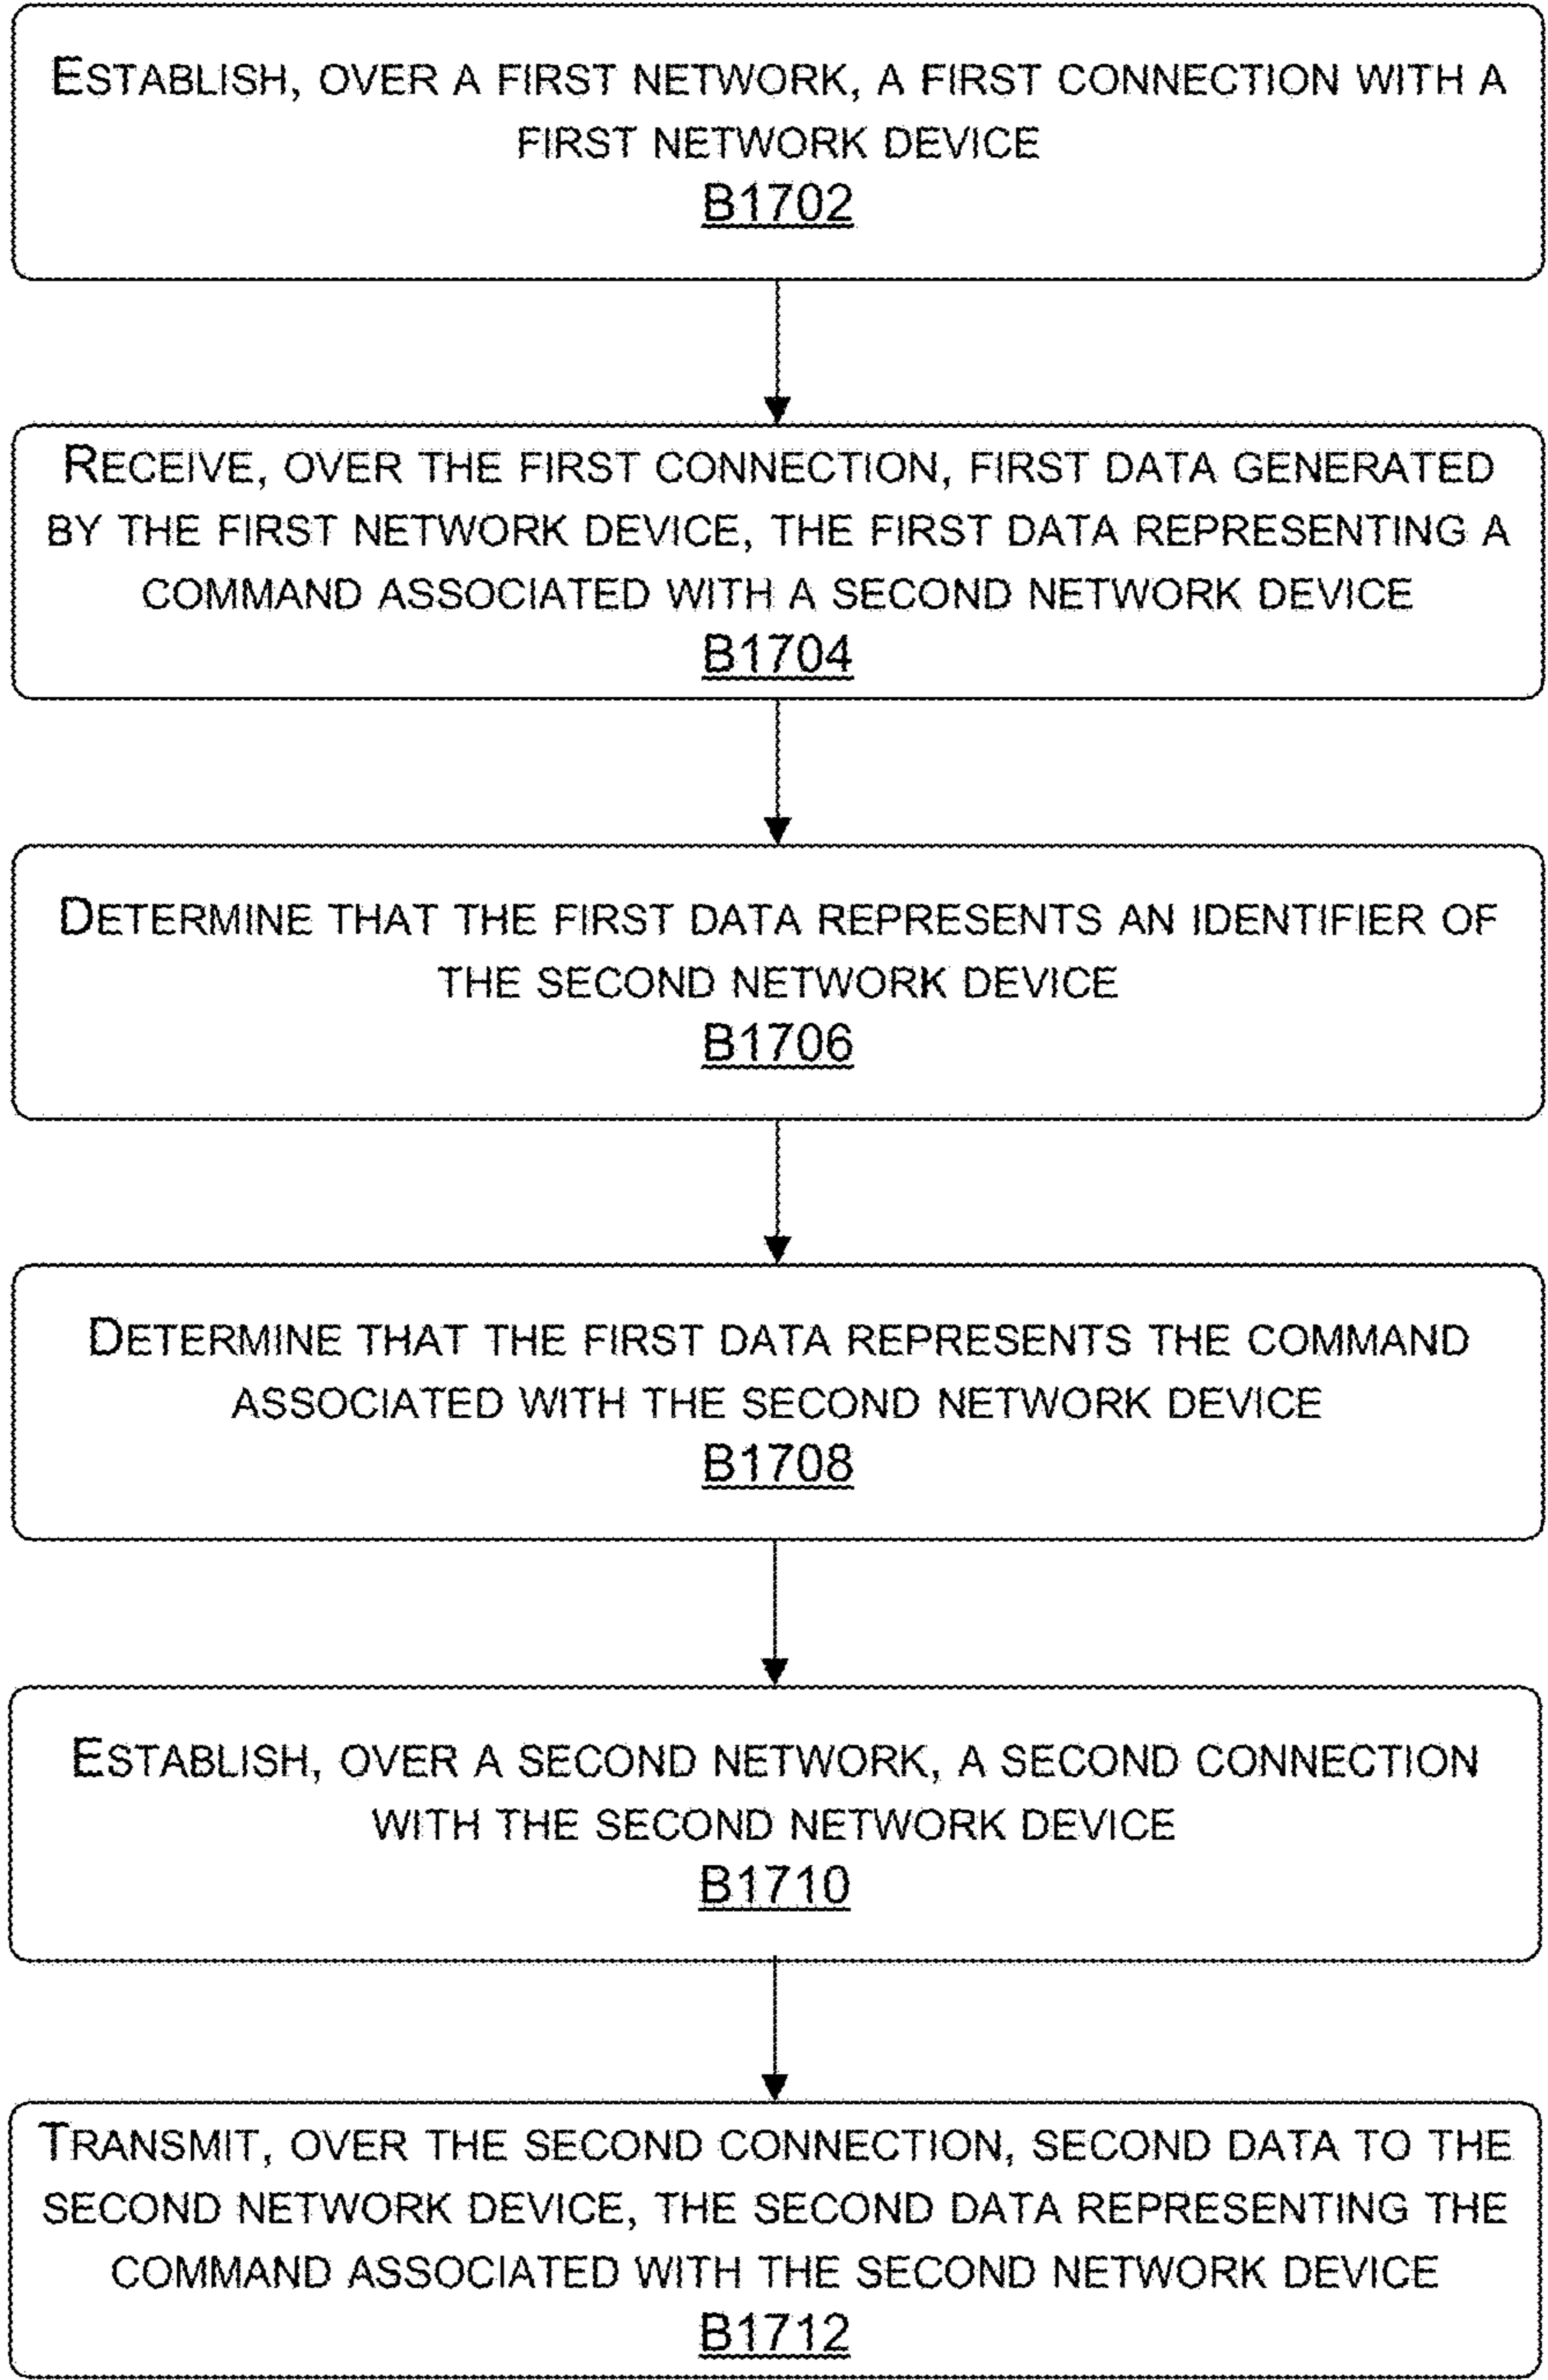 ESTABLISH, OVER A FIRST NETWORK, A FIRST CONNECTION WITH A
FIRST NETWORK DEVICE
B1702
RECEIVE, OVER THE FIRST CONNECTION, FIRST DATA GENERATED
BY THE FIRST NETWORK DEVICE, THE FIRST DATA REPRESENTING A
COMMAND ASSOCIATED WITH A SECOND NETWORK DEVICE
B1704
DETERMINE THAT THE FIRST DATA REPRESENTS AN IDENTIFIER OF
THE SECOND NETWORK DEVICE
B1706
DETERMINE THAT THE FIRST DATA REPRESENTS THE COMMAND
ASSOCIATED WITH THE SECOND NETWORK DEVICE
B1708
ESTABLISH, OVER A SECOND NETWORK, A SECOND CONNECTION
WITH THE SECOND NETWORK DEVICE
B1710
TRANSMIT, OVER THE SECOND CONNECTION, SECOND DATA TO THE
SECOND NETWORK DEVICE, THE SECOND DATA REPRESENTING THE
COMMAND ASSOCIATED WITH THE SECOND NETWORK DEVICE
B1712